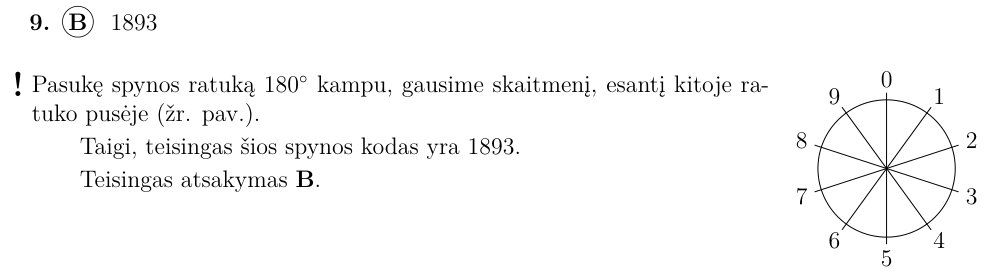 9. B 1893
! Pasukę spynos ratuką 180° kampu, gausime skaitmenį, esantį kitoje ra-
tuko pusėje (žr. pav.).
Taigi, teisingas šios spynos kodas yra 1893.
Teisingas atsakymas B.
0
9 1
8 2
7 3
6 4
5